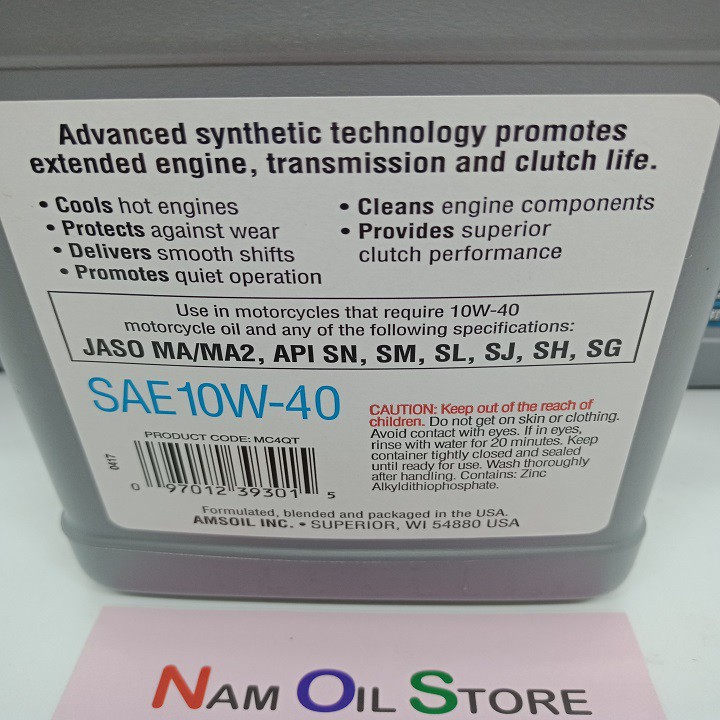 Advanced synthetic technology promotes
extended engine, transmission and clutch life.
• Cools hot engines
• Protects against wear
• Delivers smooth shifts
• Promotes quiet operation
• Cleans engine components
• Provides superior
clutch performance
Use in motorcycles that require 10W-40
motorcycle oil and any of the following specifications:
JASO MA/MA2, API SN, SM, SL, SJ, SH, SG
SAE10W-40
CAUTION: Keep out of the reach of
children. Do not get on skin or clothing.
Avoid contact with eyes. If in eyes,
rinse with water for 20 minutes. Keep
container tightly closed and sealed
until ready for use. Wash thoroughly
after handling. Contains: Zinc
Alkyldithiophosphate.
PRODUCT CODE: MC4QT
0417
0 97012 39301 5
Formulated, blended and packaged in the USA.
AMSOIL INC. • SUPERIOR, WI 54880 USA
NAM OIL STORE